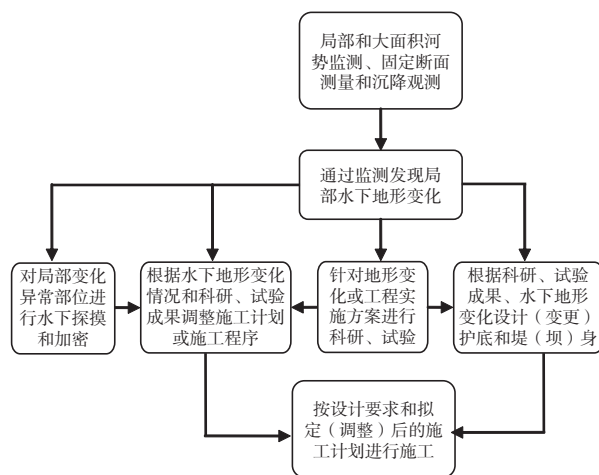 局部和大面积河
势监测、固定断面
测量和沉降观测
通过监测发现局
部水下地形变化
对局部变化
异常部位进
行水下探摸
和加密
根据水下地形变化
情况和科研、试验
成果调整施工计划
或施工程序
针对地形变
化或工程实
施方案进行
科研、试验
根据科研、试验
成果、水下地形
变化设计（变更）
护底和堤（坝）身
按设计要求和拟
定（调整）后的施
工计划进行施工